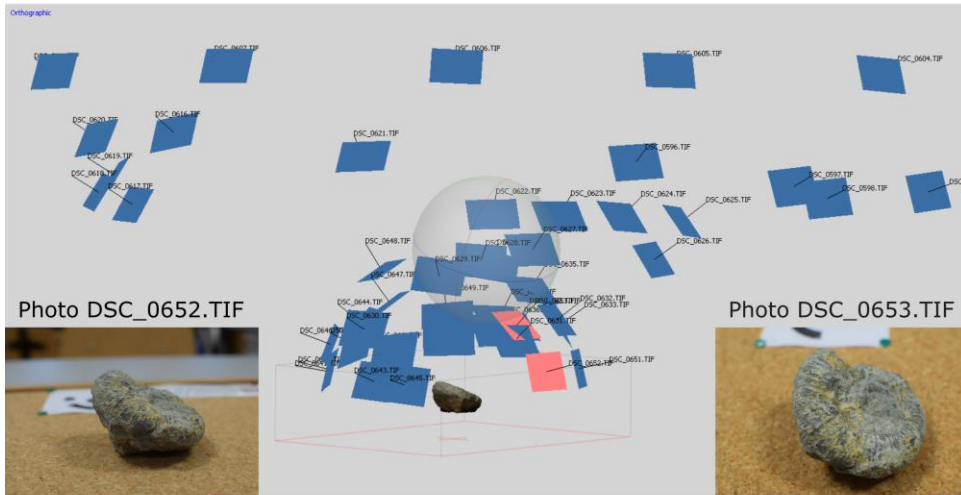 Orthographic
DSC_0607.TIF
DSC_0606.TIF
DSC_0605.TIF
DSC_0604.TIF
DSC_0620.TIF
DSC_0616.TIF
DSC_0621.TIF
DSC_0596.TIF
DSC_0619.TIF
DSC_0618.TIF
DSC_0617.TIF
DSC_0597.TIF
DSC_0598.TIF
DSC_0622.TIF
DSC_0623.TIF
DSC_0624.TIF
DSC_0625.TIF
DSC_0627.TIF
DSC_0626.TIF
DSC_0648.TIF
DSC_0628.TIF
DSC_0629.TIF
DSC_0635.TIF
DSC_0647.TIF
DSC_0644.TIF
DSC_0632.TIF
DSC_0633.TIF
DSC_0630.TIF
DSC_0631.TIF
DSC_0651.TIF
DSC_0652.TIF
DSC_0643.TIF
DSC_0645.TIF
Photo DSC_0652.TIF
Photo DSC_0653.TIF